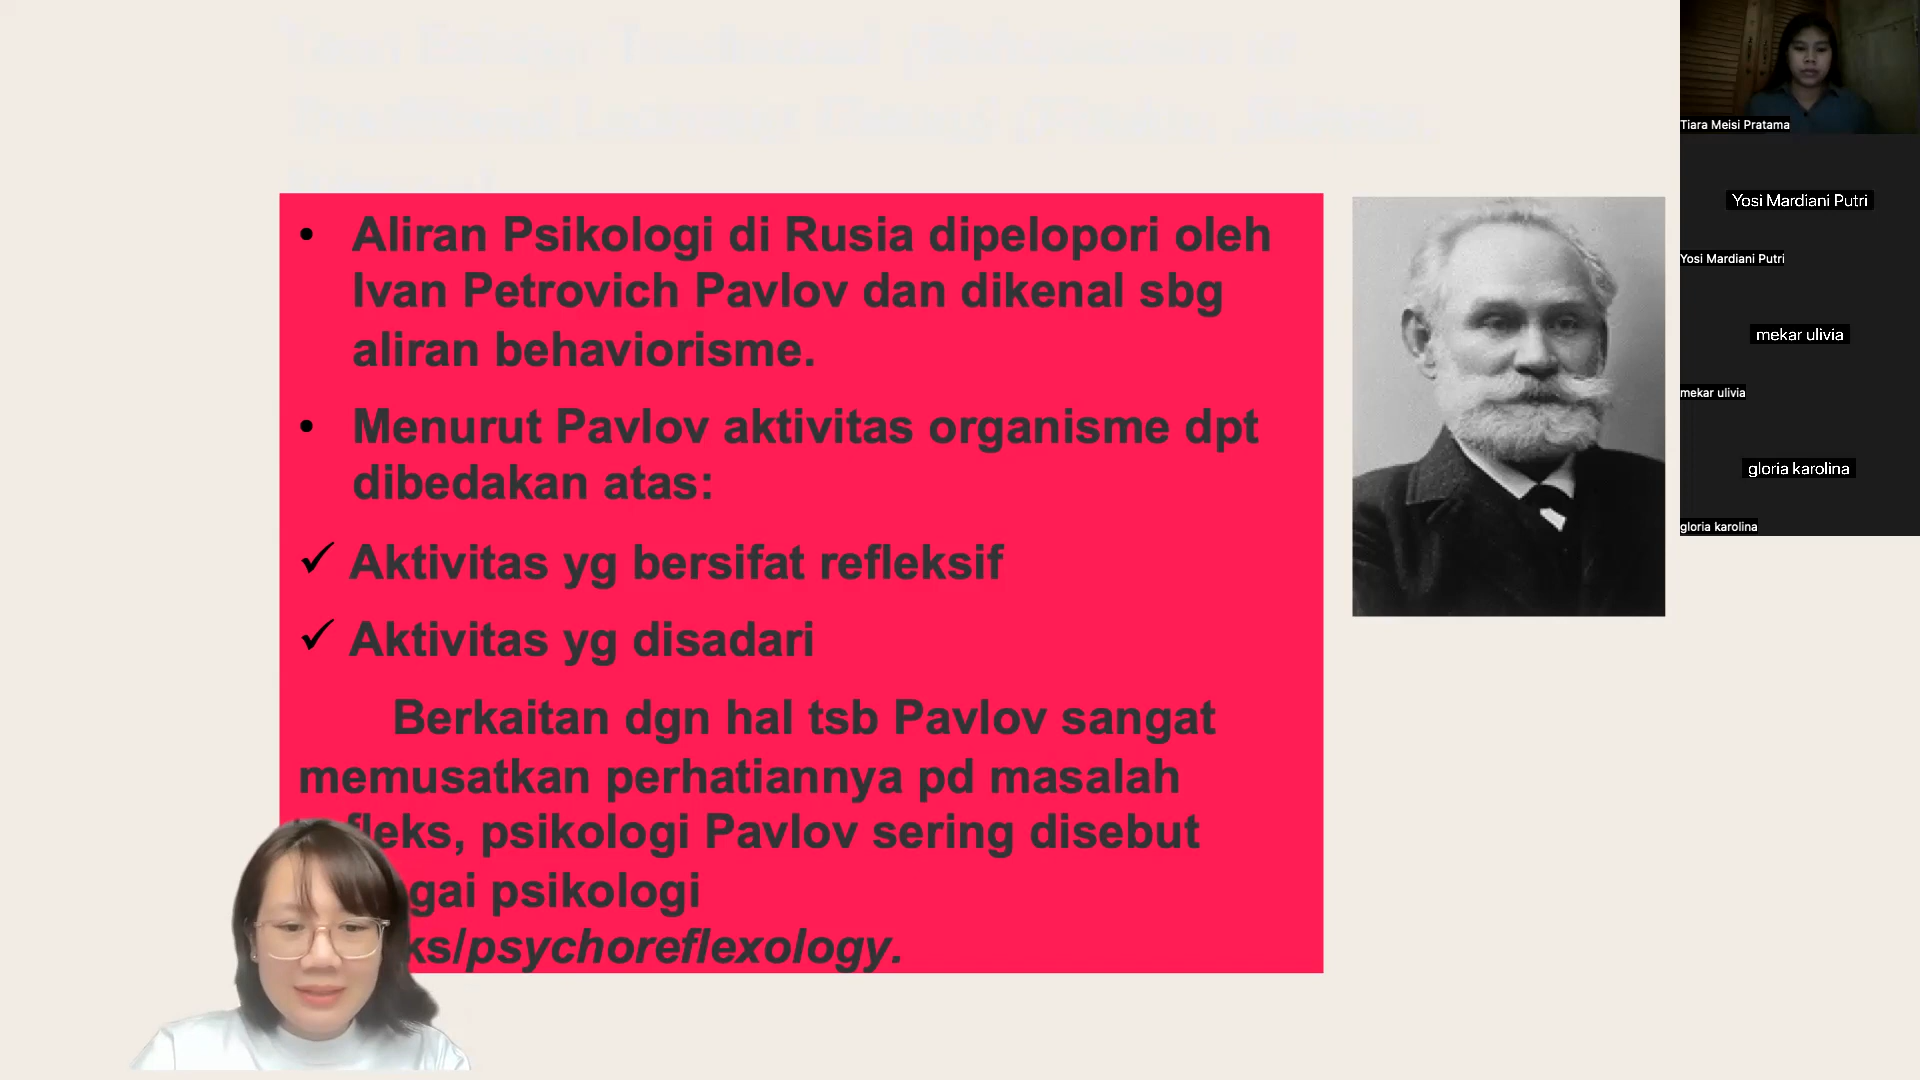 • Aliran Psikologi di Rusia dipelopori oleh
Ivan Petrovich Pavlov dan dikenal sbg
aliran behaviorisme.
• Menurut Pavlov aktivitas organisme dpt
dibedakan atas:
✓ Aktivitas yg bersifat refleksif
✓ Aktivitas yg disadari
Berkaitan dgn hal tsb Pavlov sangat
memusatkan perhatiannya pd masalah
fleks, psikologi Pavlov sering disebut
gai psikologi
ks/psychoreflexology.
Tiara Meisi Pratama
Yosi Mardiani Putri
Yosi Mardiani Putri
mekar ulivia
mekar ulivia
gloria karolina
gloria karolina